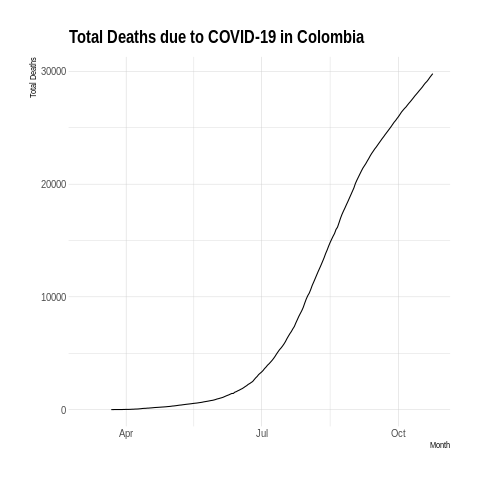 Total Deaths due to COVID-19 in Colombia
Total Deaths
30000
20000
10000
0
Apr
Jul
Oct
Month